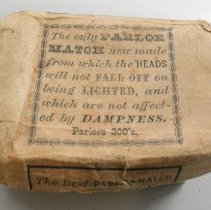 The only PARLOR
MATCH now made
from which the HEADS
will not FALL OFF on
being LIGHTED, and
which are not affect-
ed by DAMPNESS.
Parlors 300's.
The Best PARLOR MATCH